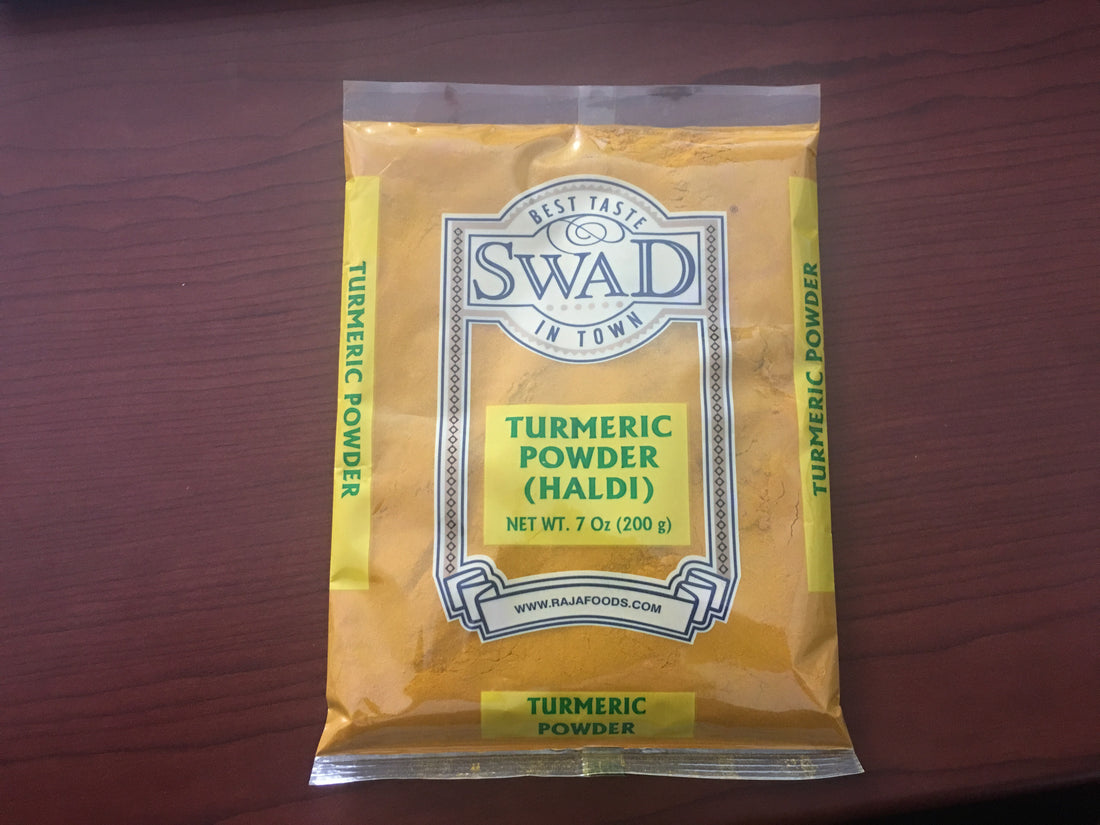 BEST TASTE
SWAD
®
IN TOWN
TURMERIC
POWDER
(HALDI)
NET WT. 7 Oz (200 g)
WWW.RAJAFOODS.COM
TURMERIC
POWDER
TURMERIC POWDER
TURMERIC POWDER